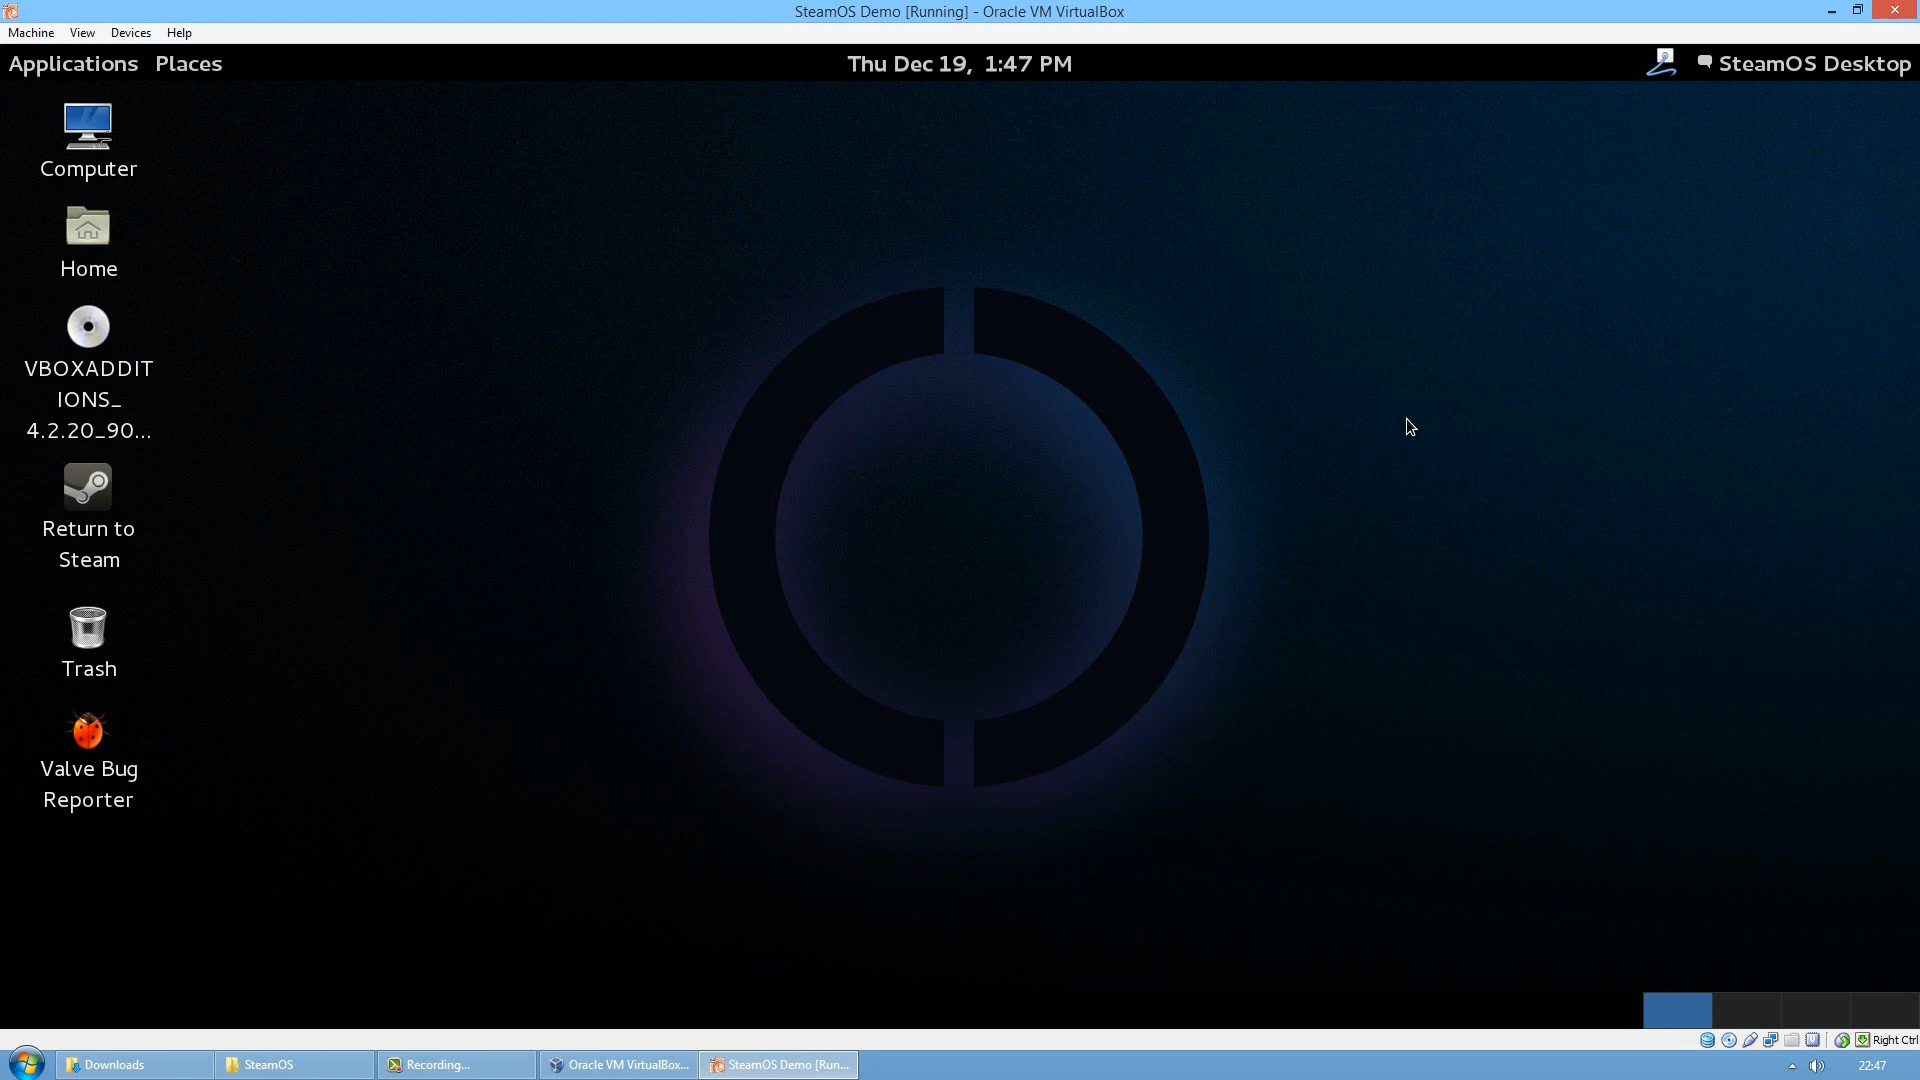 SteamOS Demo [Running] - Oracle VM VirtualBox
Machine View Devices Help
Applications Places
Thu Dec 19, 1:47 PM
SteamOS Desktop
Computer
Home
VBOXADDIT
IONS_
4.2.20_90...
Return to
Steam
Trash
Valve Bug
Reporter
Right Ctrl
Downloads
SteamOS
Recording...
Oracle VM VirtualBox...
SteamOS Demo [Run...
22:47